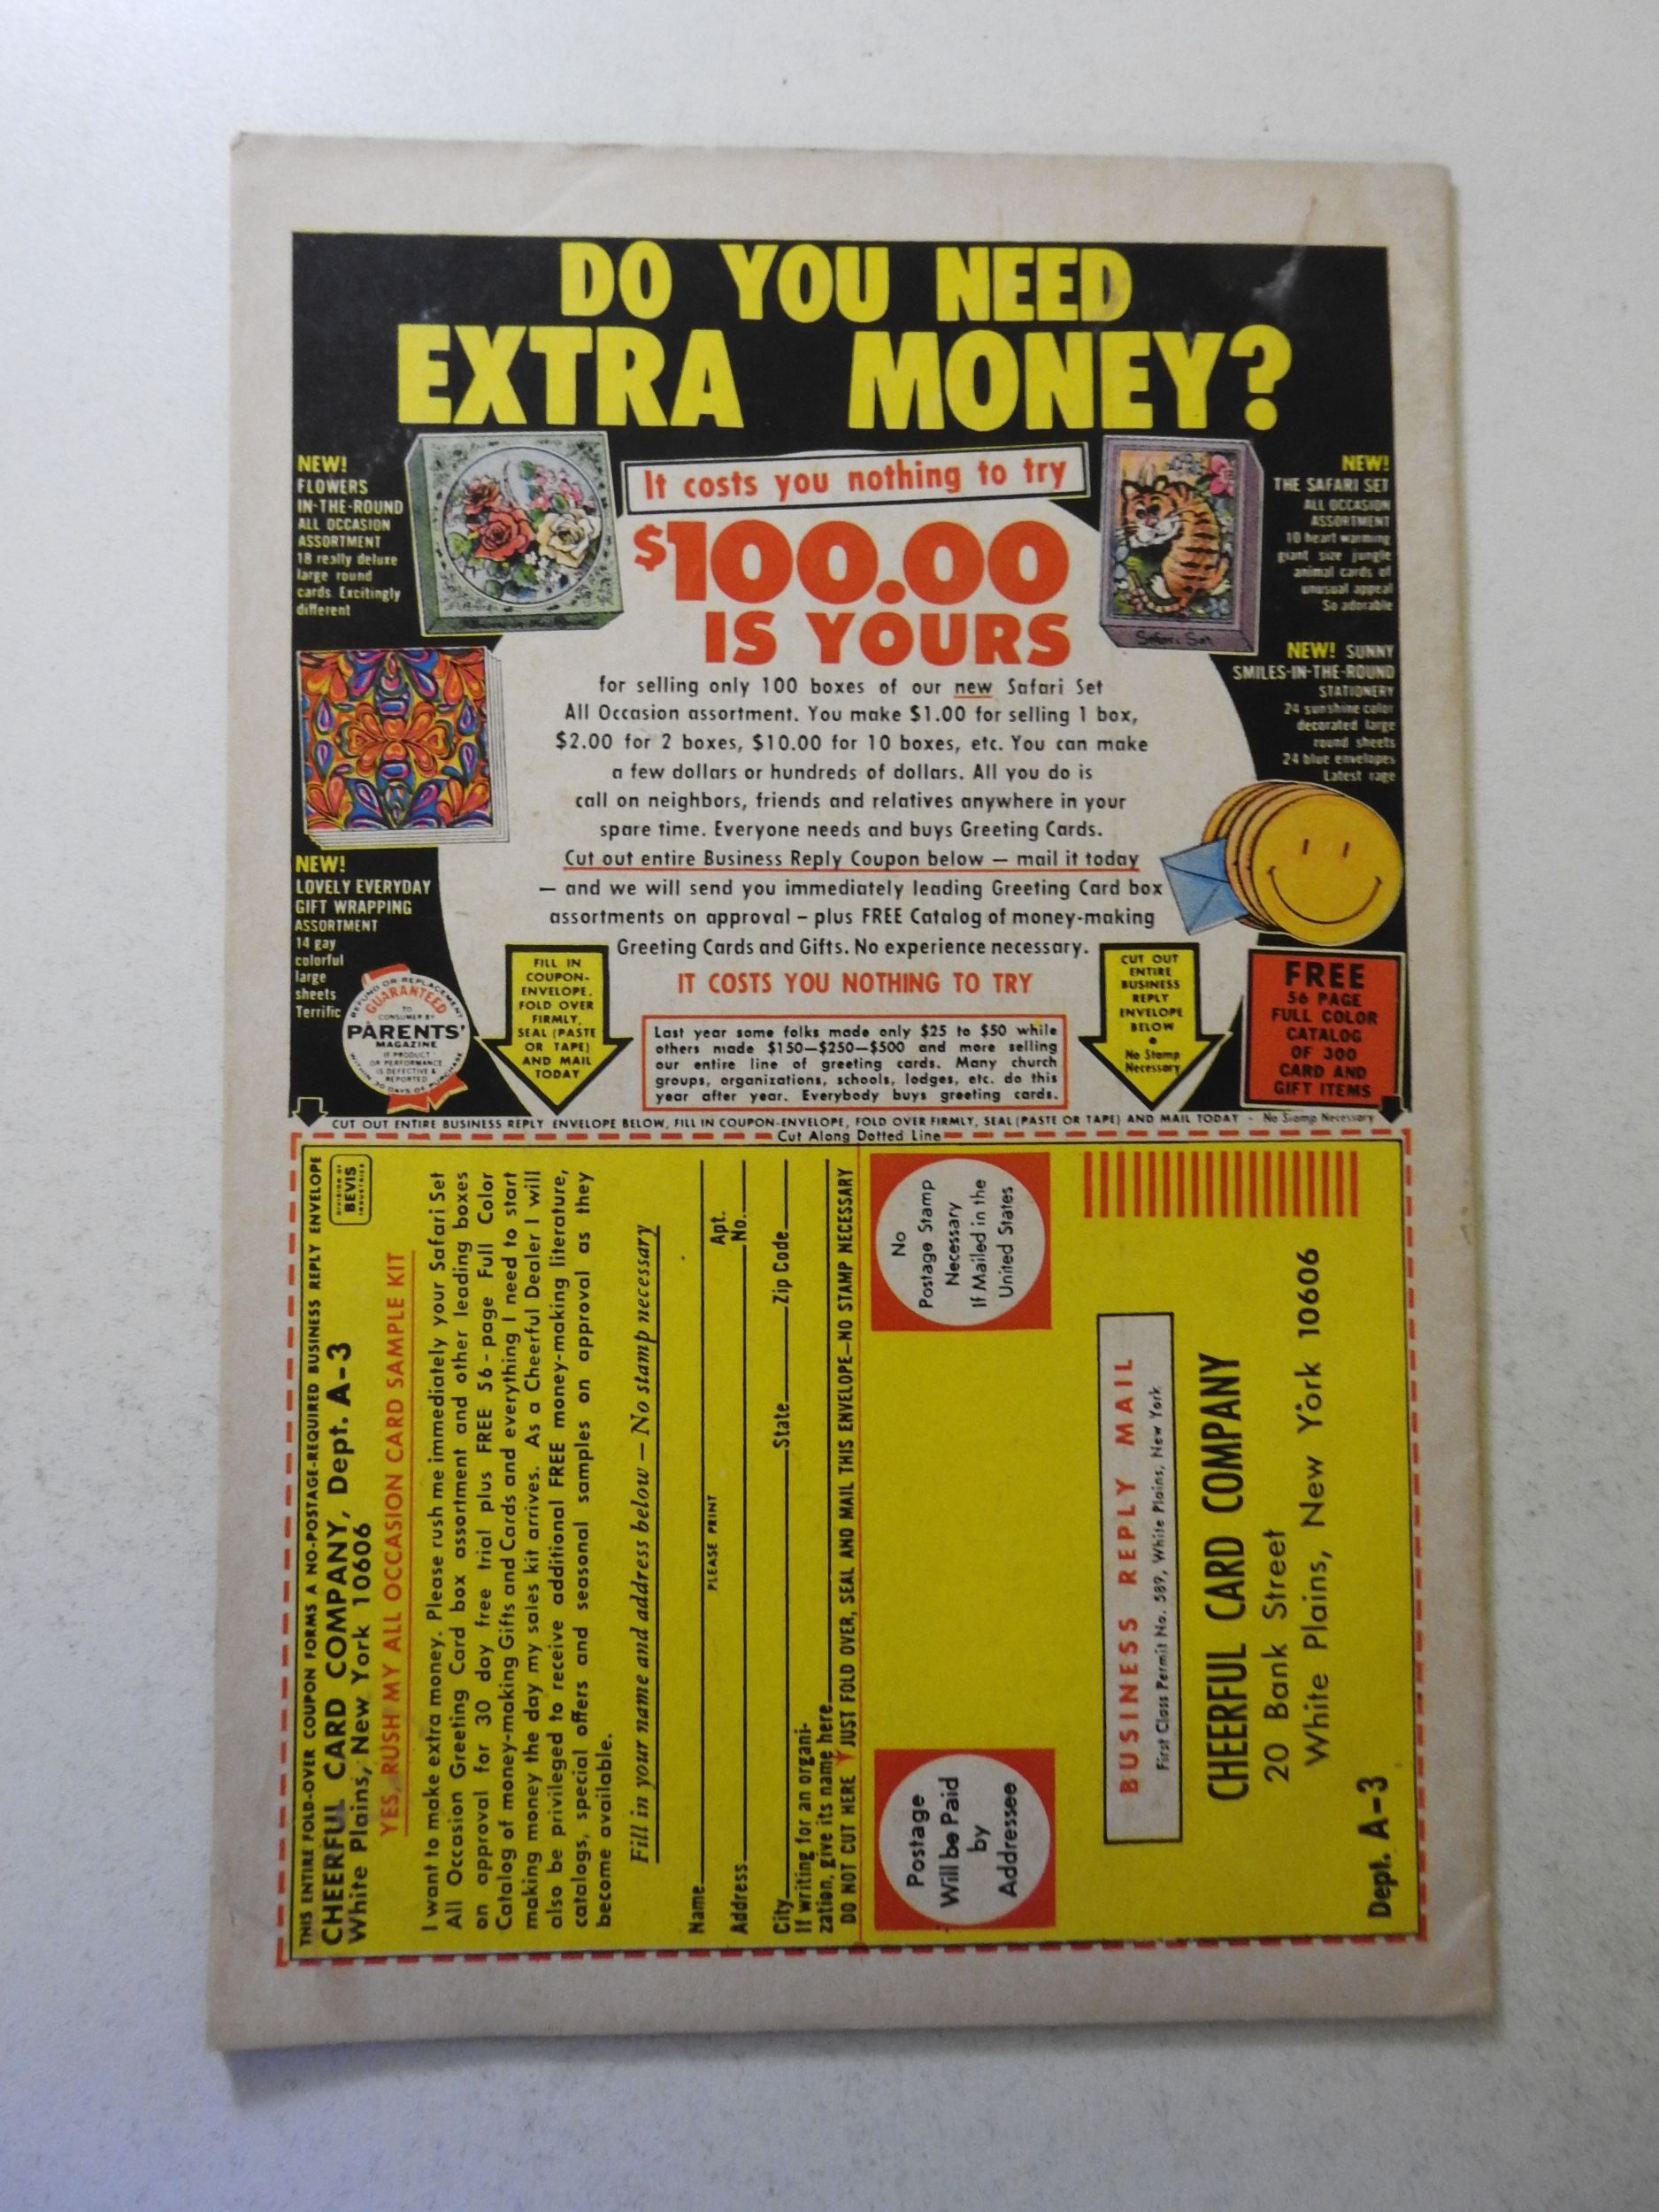 DO YOU NEED
EXTRA MONEY?
NEW!
FLOWERS
IN-THE-ROUND
ALL OCCASION
ASSORTMENT
18 really deluxe
large round
cards. Excitingly
different
It costs you nothing to try
$100.00
IS YOURS
Safari Set
NEW!
THE SAFARI SET
ALL OCCASION
ASSORTMENT
10 heart warming
giant size jungle
animal cards of
unusual appeal
So adorable
NEW! SUNNY
SMILES-IN-THE-ROUND
STATIONERY
24 sunshine color
decorated large
round sheets
24 blue envelopes
Latest rage
for selling only 100 boxes of our new Safari Set
All Occasion assortment. You make $1.00 for selling 1 box,
$2.00 for 2 boxes, $10.00 for 10 boxes, etc. You can make
a few dollars or hundreds of dollars. All you do is
call on neighbors, friends and relatives anywhere in your
spare time. Everyone needs and buys Greeting Cards.
Cut out entire Business Reply Coupon below — mail it today
— and we will send you immediately leading Greeting Card box
assortments on approval – plus FREE Catalog of money-making
Greeting Cards and Gifts. No experience necessary.
IT COSTS YOU NOTHING TO TRY
NEW!
LOVELY EVERYDAY
GIFT WRAPPING
ASSORTMENT
14 gay
colorful
large
sheets
Terrific
REFUND OR REPLACEMENT
GUARANTEED
TO
CONSUMER BY
PARENTS'
MAGAZINE
IF PRODUCT
OR PERFORMANCE
IS DEFECTIVE &
REPORTED
WITHIN 30 DAYS OF PURCHASE
FILL IN
COUPON-
ENVELOPE,
FOLD OVER
FIRMLY,
SEAL (PASTE
OR TAPE)
AND MAIL
TODAY
Last year some folks made only $25 to $50 while
others made $150—$250—$500 and more selling
our entire line of greeting cards. Many church
groups, organizations, schools, lodges, etc. do this
year after year. Everybody buys greeting cards.
CUT OUT
ENTIRE
BUSINESS
REPLY
ENVELOPE
BELOW
•
No Stamp
Necessary
FREE
56 PAGE
FULL COLOR
CATALOG
OF 300
CARD AND
GIFT ITEMS
CUT OUT ENTIRE BUSINESS REPLY ENVELOPE BELOW, FILL IN COUPON-ENVELOPE, FOLD OVER FIRMLY, SEAL (PASTE OR TAPE) AND MAIL TODAY - No Stamp Necessary
Cut Along Dotted Line
THIS ENTIRE FOLD-OVER COUPON FORMS A NO-POSTAGE-REQUIRED BUSINESS REPLY ENVELOPE
CHEERFUL CARD COMPANY, Dept. A-3
White Plains, New York 10606
DIVISION OF
BEVIS
INDUSTRIES
YES, RUSH MY ALL OCCASION CARD SAMPLE KIT
I want to make extra money. Please rush me immediately your Safari Set
All Occasion Greeting Card box assortment and other leading boxes
on approval for 30 day free trial plus FREE 56-page Full Color
Catalog of money-making Gifts and Cards and everything I need to start
making money the day my sales kit arrives. As a Cheerful Dealer I will
also be privileged to receive additional FREE money-making literature,
catalogs, special offers and seasonal samples on approval as they
become available.
Fill in your name and address below — No stamp necessary
Name
PLEASE PRINT
Address Apt. No.
City State Zip Code
If writing for an organi-
zation, give its name here
DO NOT CUT HERE JUST FOLD OVER, SEAL AND MAIL THIS ENVELOPE—NO STAMP NECESSARY
No
Postage Stamp
Necessary
If Mailed in the
United States
Postage
Will be Paid
by
Addressee
BUSINESS REPLY MAIL
First Class Permit No. 589, White Plains, New York
CHEERFUL CARD COMPANY
20 Bank Street
White Plains, New York 10606
Dept. A-3